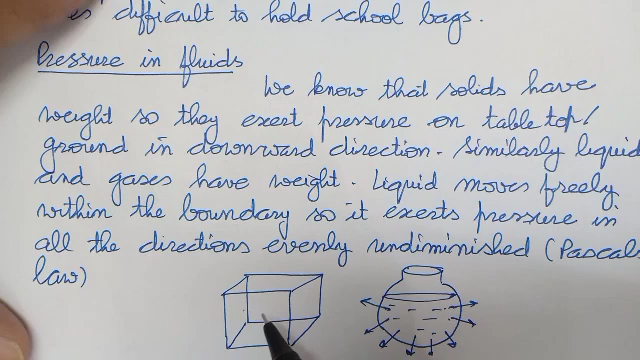 is difficult to hold school bags.
Pressure in fluids
We know that solids have
weight so they exert pressure on table top/
ground in downward direction. Similarly liquid
and gases have weight. Liquid moves freely
within the boundary so it exerts pressure in
all the directions evenly undiminished (Pascals
law)